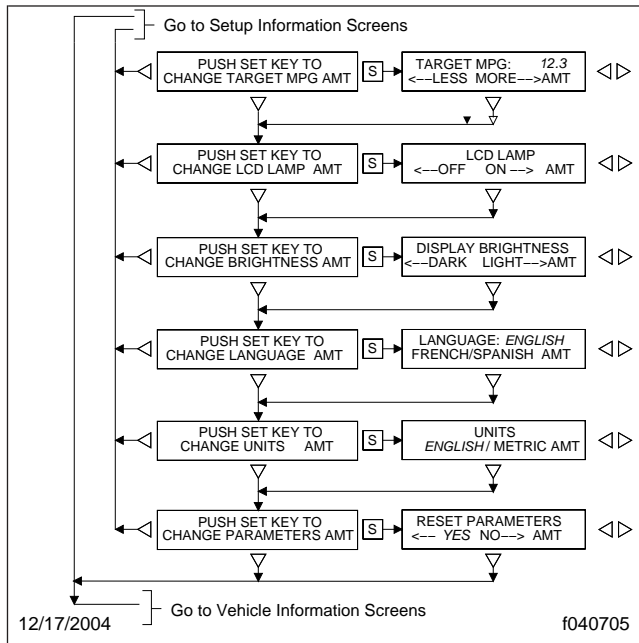 Go to Setup Information Screens
PUSH SET KEY TO
CHANGE TARGET MPG AMT
S
TARGET MPG: 12.3
<--LESS MORE-->AMT
PUSH SET KEY TO
CHANGE LCD LAMP AMT
S
LCD LAMP
<--OFF ON--> AMT
PUSH SET KEY TO
CHANGE BRIGHTNESS AMT
S
DISPLAY BRIGHTNESS
<--DARK LIGHT-->AMT
PUSH SET KEY TO
CHANGE LANGUAGE AMT
S
LANGUAGE: ENGLISH
FRENCH/SPANISH AMT
PUSH SET KEY TO
CHANGE UNITS AMT
S
UNITS
ENGLISH/ METRIC AMT
PUSH SET KEY TO
CHANGE PARAMETERS AMT
S
RESET PARAMETERS
<-- YES NO--> AMT
Go to Vehicle Information Screens
12/17/2004
f040705